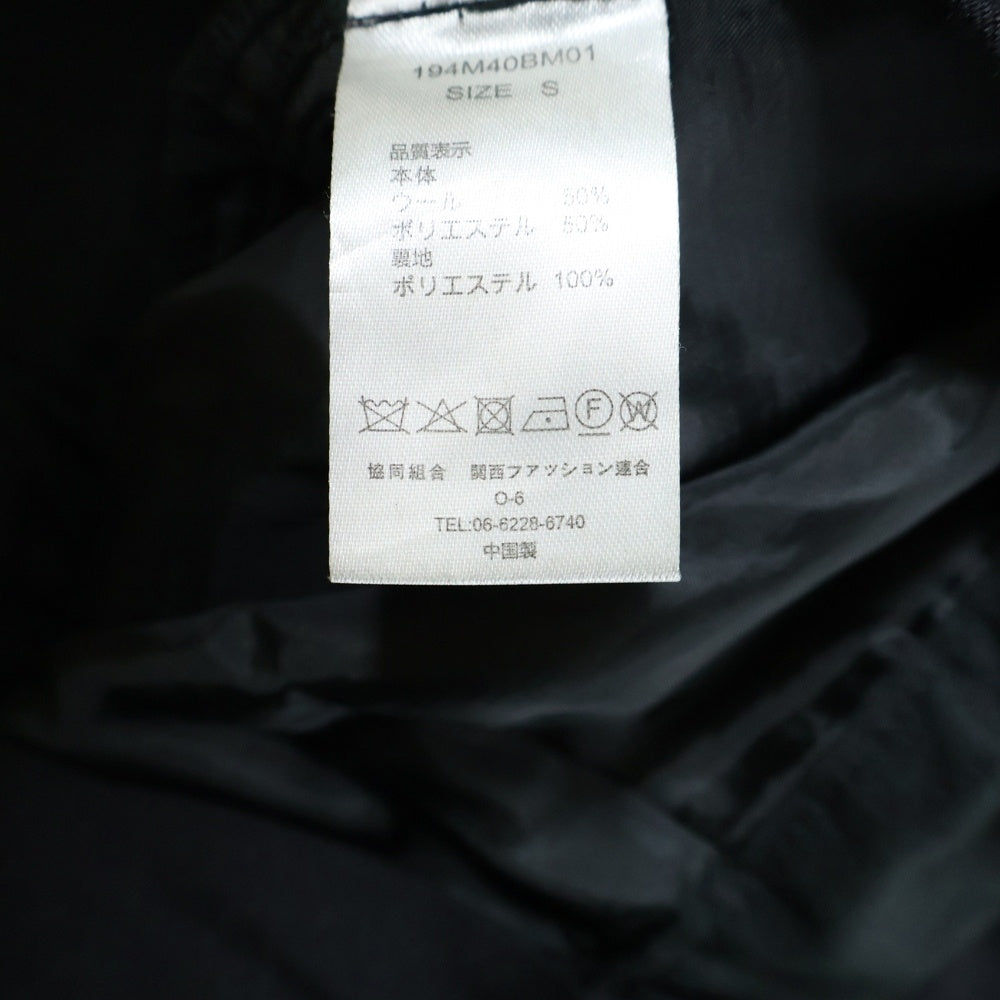 194M40BM01
SIZE S
品質表示
本体
ウール 50%
ポリエステル 50%
裏地
ポリエステル 100%
F W
協同組合 関西ファッション連合
O-6
TEL:06-6228-6740
中国製